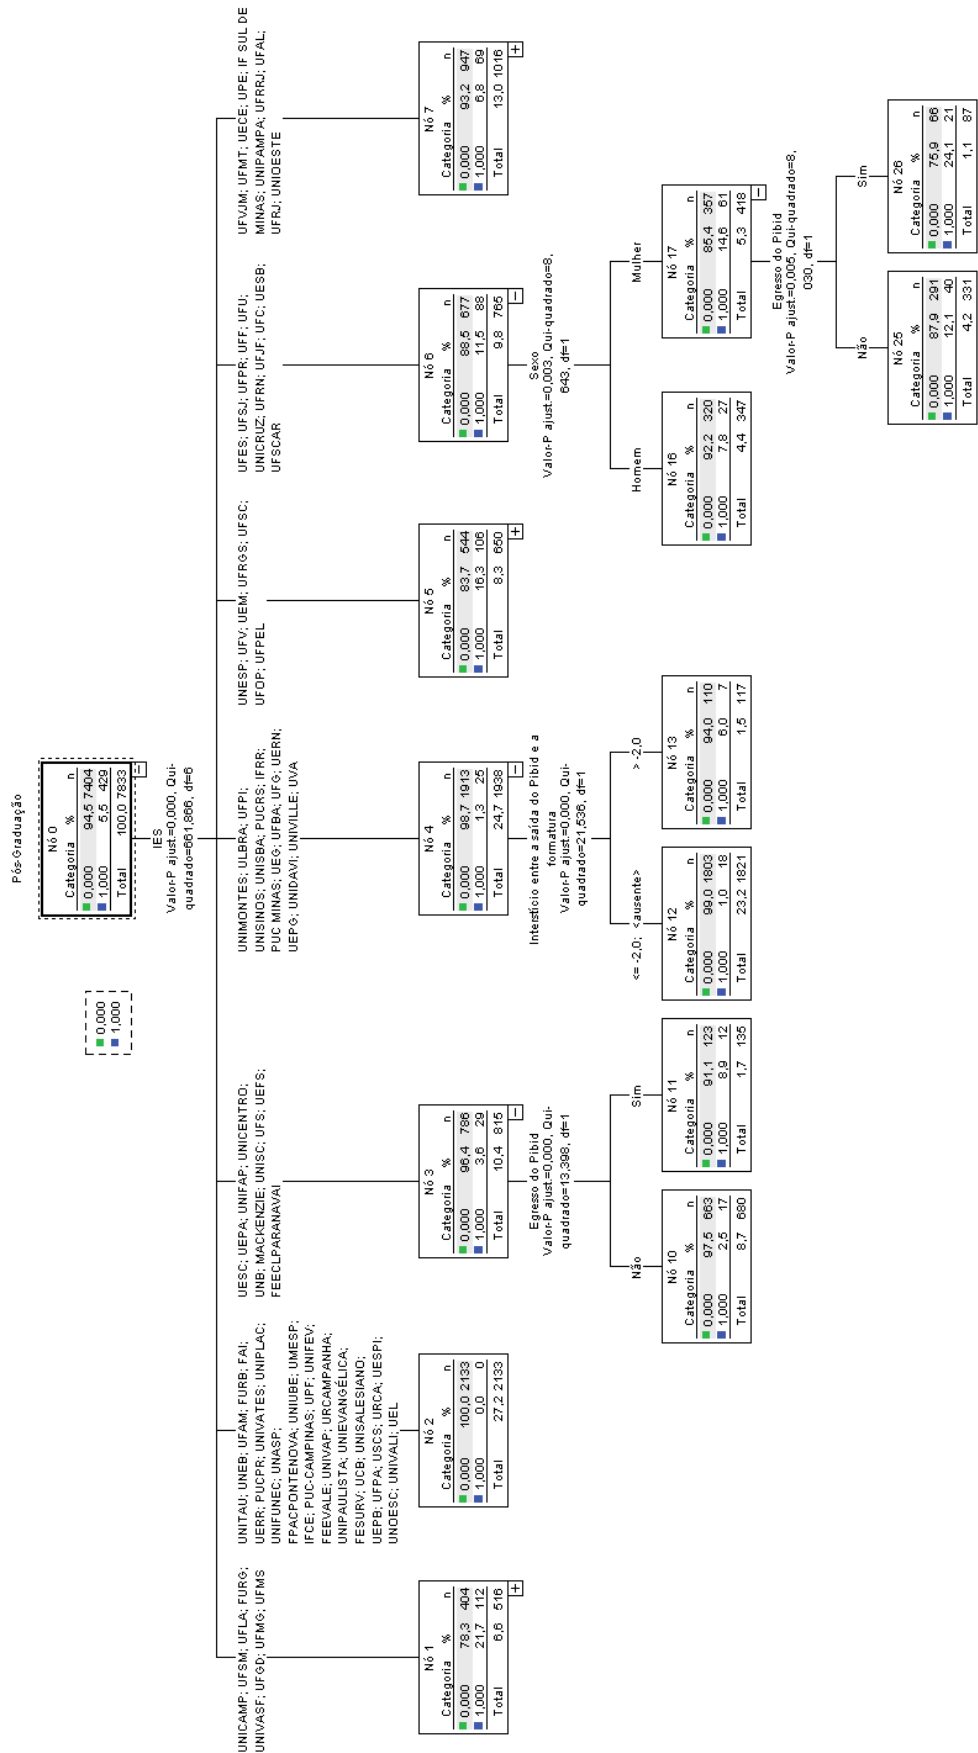 Pós-Graduação
Nó 0
Categoria % n
0,000 94,5 7404
1,000 5,5 429
Total 100,0 7833
0,000
1,000
IES
Valor-P ajust.=0,000, Qui-
quadrado=661,866, df=6
UNICAMP; UFSM; UFLA; FURG;
UNIVASF; UFGD; UFMG; UFMS
Nó 1
Categoria % n
0,000 78,3 404
1,000 21,7 112
Total 6,6 516
UNITAU; UNEB; UFAM; FURB; FAI;
UERR; PUCPR; UNIVATES; UNIPLAC;
UNIFUNEC; UNASP;
FPACPONTENOVA; UNIUBE; UMESP;
IFCE; PUC-CAMPINAS; UPF; UNIFEV;
FEEVALE; UNIVAP; URCAMPANHA;
UNIPAULISTA; UNIEVANGÉLICA;
FESURV; UCB; UNISALESIANO;
UEPB; UFPA; USCS; URCA; UESPI;
UNOESC; UNIVALI; UEL
Nó 2
Categoria % n
0,000 100,0 2133
1,000 0,0 0
Total 27,2 2133
UESC; UEPA; UNIFAP; UNICENTRO;
UNB; MACKENZIE; UNISC; UFS; UEFS;
FEECLPARANAVAI
Nó 3
Categoria % n
0,000 96,4 786
1,000 3,6 29
Total 10,4 815
Egresso do Pibid
Valor-P ajust.=0,000, Qui-
quadrado=13,398, df=1
Não
Nó 10
Categoria % n
0,000 97,5 663
1,000 2,5 17
Total 8,7 680
Sim
Nó 11
Categoria % n
0,000 91,1 123
1,000 8,9 12
Total 1,7 135
UNIMONTES; ULBRA; UFPI;
UNISINOS; UNISBA; PUCRS; IFRR;
PUC MINAS; UEG; UFBA; UFG; UERN;
UEPG; UNIDAVI; UNIVILLE; UVA
Nó 4
Categoria % n
0,000 98,7 1913
1,000 1,3 25
Total 24,7 1938
Interstício entre a saída do Pibid e a
formatura
Valor-P ajust.=0,000, Qui-
quadrado=21,536, df=1
<= -2,0; <ausente>
Nó 12
Categoria % n
0,000 99,0 1803
1,000 1,0 18
Total 23,2 1821
> -2,0
Nó 13
Categoria % n
0,000 94,0 110
1,000 6,0 7
Total 1,5 117
UNESP; UFV; UEM; UFRGS; UFSC;
UFOP; UFPEL
Nó 5
Categoria % n
0,000 83,7 544
1,000 16,3 106
Total 8,3 650
UFES; UFSJ; UFPR; UFF; UFU;
UNICRUZ; UFRN; UFJF; UFC; UESB;
UFSCAR
Nó 6
Categoria % n
0,000 88,5 677
1,000 11,5 88
Total 9,8 765
Sexo
Valor-P ajust.=0,003, Qui-quadrado=8,
643, df=1
Homem
Nó 16
Categoria % n
0,000 92,2 320
1,000 7,8 27
Total 4,4 347
Mulher
Nó 17
Categoria % n
0,000 85,4 357
1,000 14,6 61
Total 5,3 418
Egresso do Pibid
Valor-P ajust.=0,005, Qui-quadrado=8,
030, df=1
Não
Nó 25
Categoria % n
0,000 87,9 291
1,000 12,1 40
Total 4,2 331
Sim
Nó 26
Categoria % n
0,000 75,9 66
1,000 24,1 21
Total 1,1 87
UFVJM; UFMT; UECE; UPE; IF SUL DE
MINAS; UNIPAMPA; UFRRJ; UFAL;
UFRJ; UNIOESTE
Nó 7
Categoria % n
0,000 93,2 947
1,000 6,8 69
Total 13,0 1016